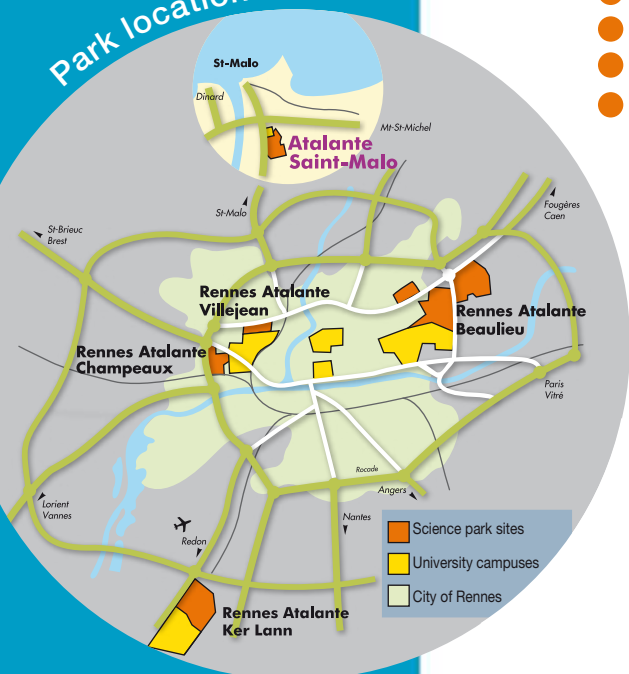 Park location
St-Malo
Dinard
Mt-St-Michel
Atalante
Saint-Malo
St-Malo
Fougères
Caen
St-Brieuc
Brest
Rennes Atalante
Villejean
Rennes Atalante
Beaulieu
Rennes Atalante
Champeaux
Paris
Vitré
Rocade
Angers
Lorient
Vannes
Nantes
Redon
Science park sites
University campuses
City of Rennes
Rennes Atalante
Ker Lann